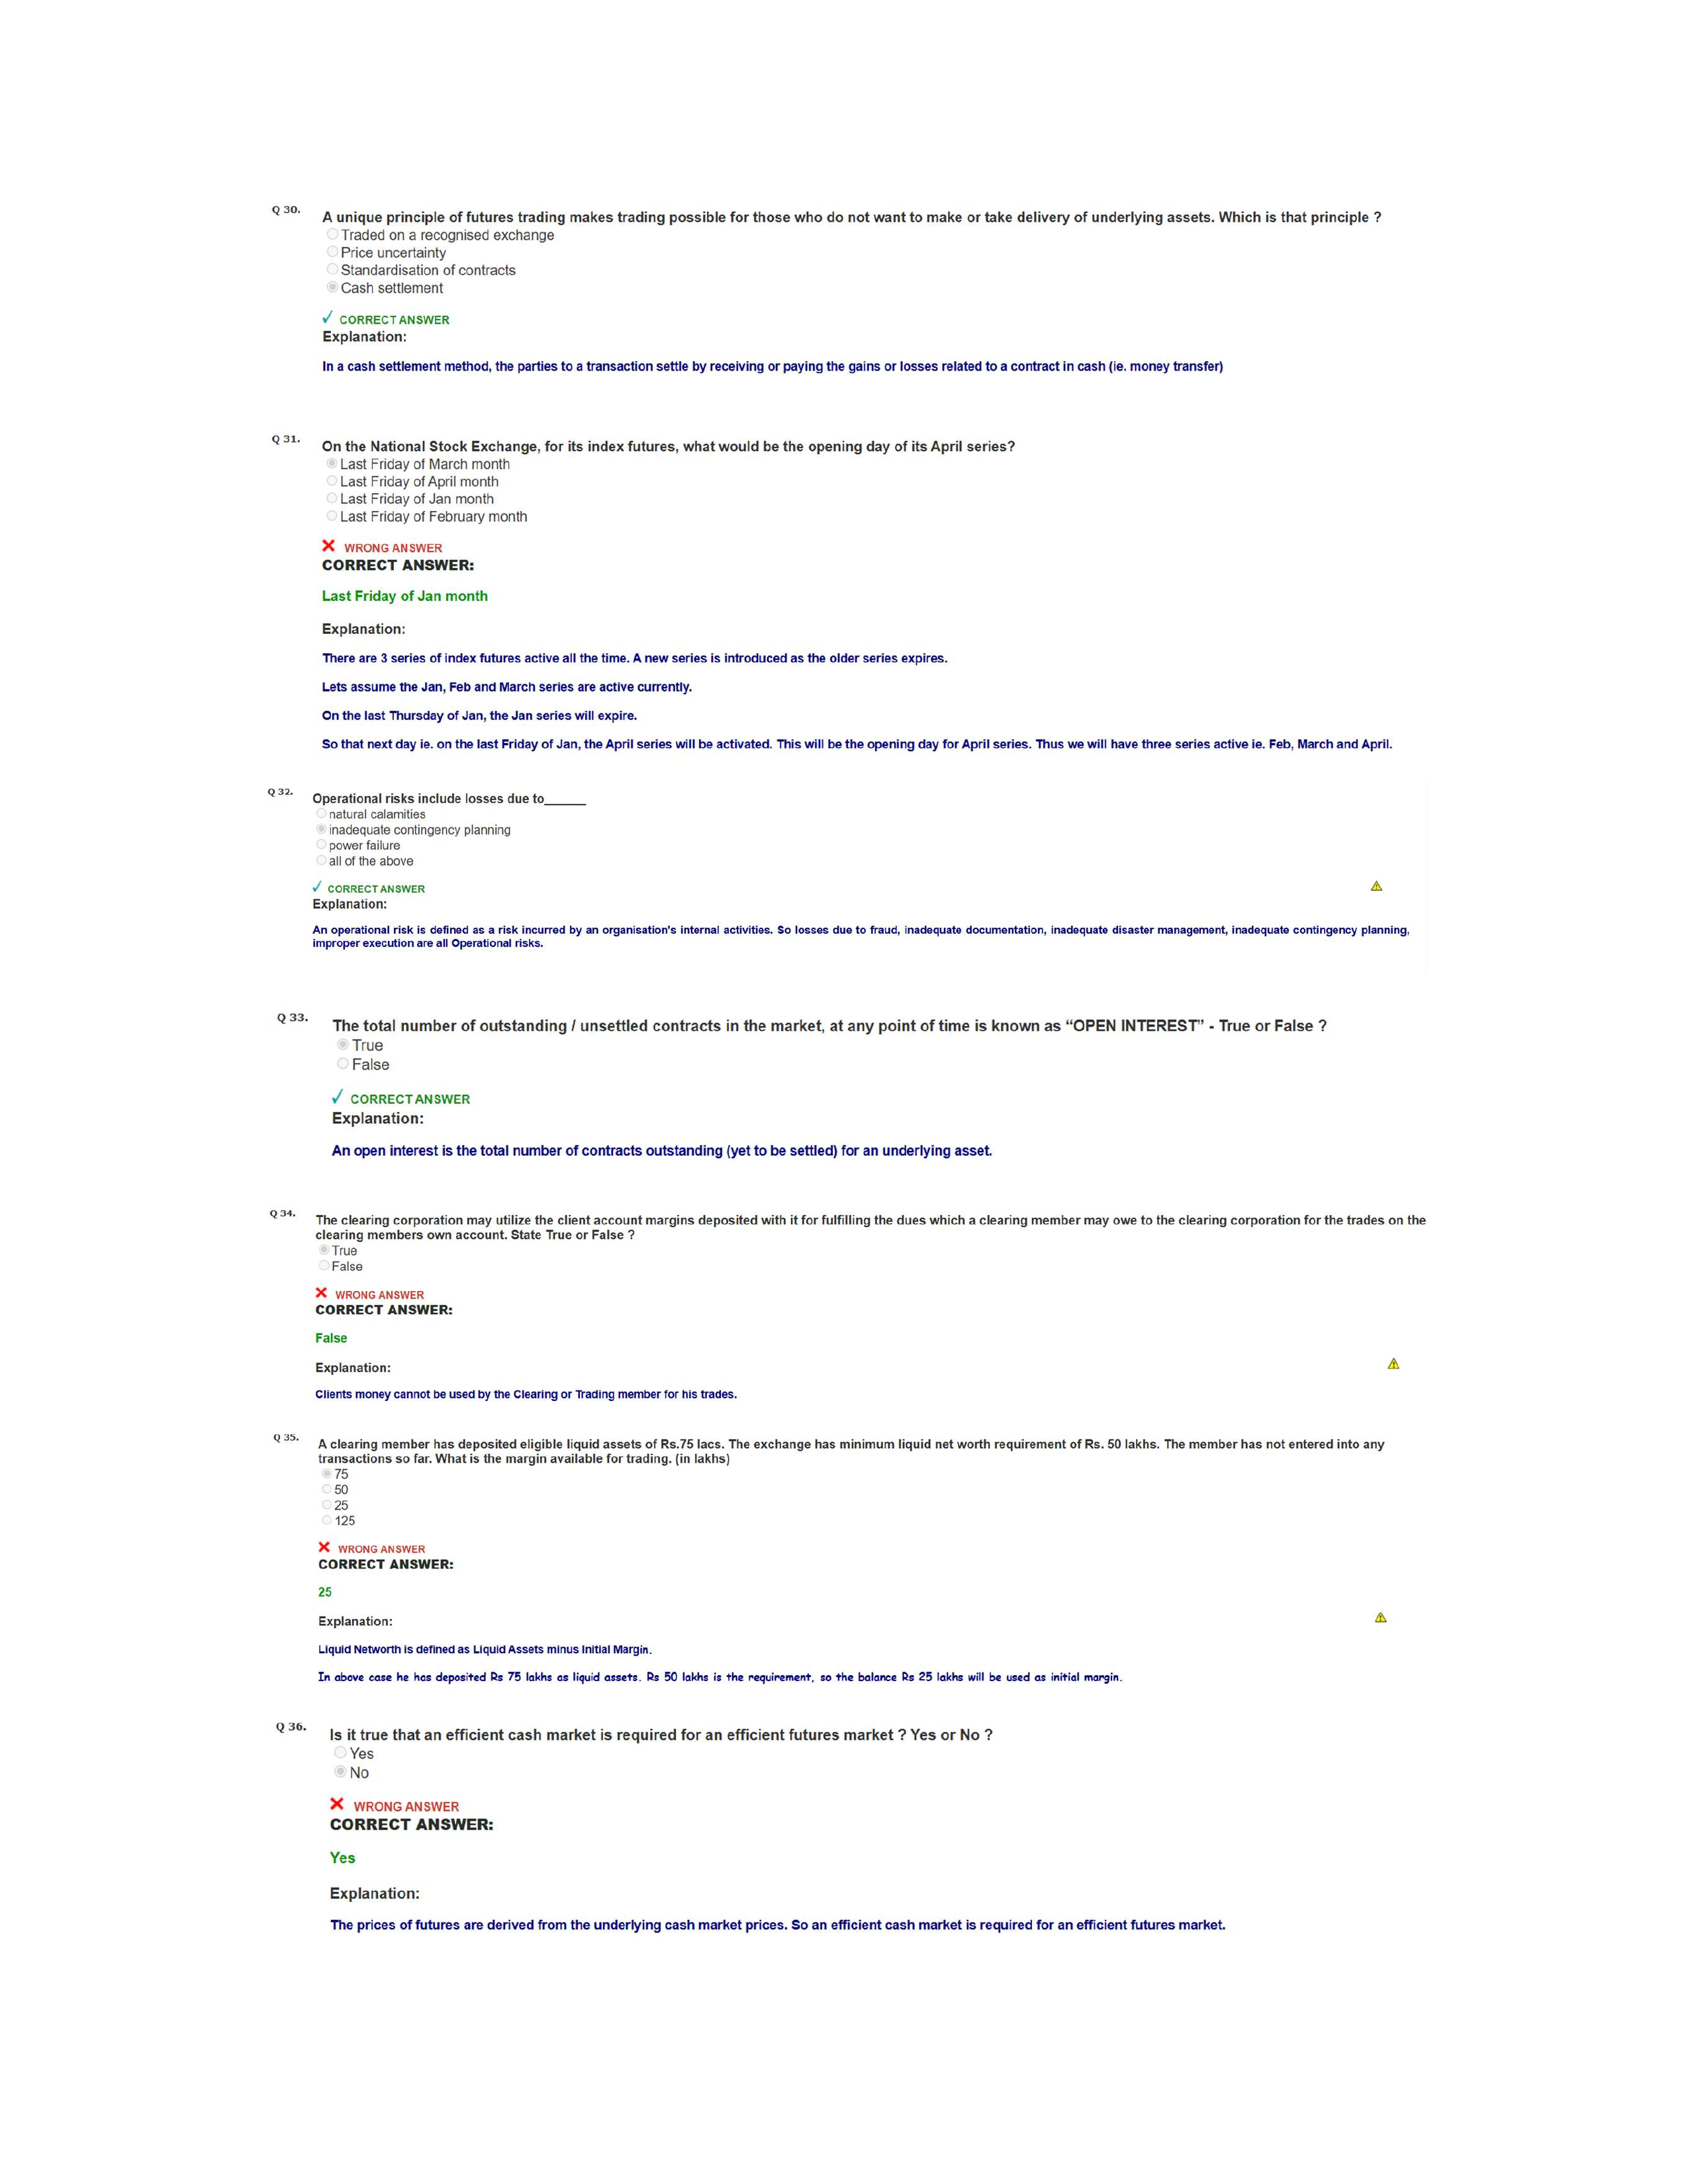 Q 30.
A unique principle of futures trading makes trading possible for those who do not want to make or take delivery of underlying assets. Which is that principle ?
Traded on a recognised exchange
Price uncertainty
Standardisation of contracts
Cash settlement
✓ CORRECT ANSWER
Explanation:
In a cash settlement method, the parties to a transaction settle by receiving or paying the gains or losses related to a contract in cash (ie. money transfer)
Q 31.
On the National Stock Exchange, for its index futures, what would be the opening day of its April series?
Last Friday of March month
Last Friday of April month
Last Friday of Jan month
Last Friday of February month
✕ WRONG ANSWER
CORRECT ANSWER:
Last Friday of Jan month
Explanation:
There are 3 series of index futures active all the time. A new series is introduced as the older series expires.
Lets assume the Jan, Feb and March series are active currently.
On the last Thursday of Jan, the Jan series will expire.
So that next day ie. on the last Friday of Jan, the April series will be activated. This will be the opening day for April series. Thus we will have three series active ie. Feb, March and April.
Q 32.
Operational risks include losses due to______
natural calamities
inadequate contingency planning
power failure
all of the above
✓ CORRECT ANSWER
Explanation:
An operational risk is defined as a risk incurred by an organisation's internal activities. So losses due to fraud, inadequate documentation, inadequate disaster management, inadequate contingency planning,
improper execution are all Operational risks.
Q 33.
The total number of outstanding / unsettled contracts in the market, at any point of time is known as “OPEN INTEREST” - True or False ?
True
False
✓ CORRECT ANSWER
Explanation:
An open interest is the total number of contracts outstanding (yet to be settled) for an underlying asset.
Q 34.
The clearing corporation may utilize the client account margins deposited with it for fulfilling the dues which a clearing member may owe to the clearing corporation for the trades on the
clearing members own account. State True or False ?
True
False
✕ WRONG ANSWER
CORRECT ANSWER:
False
Explanation:
Clients money cannot be used by the Clearing or Trading member for his trades.
Q 35.
A clearing member has deposited eligible liquid assets of Rs.75 lacs. The exchange has minimum liquid net worth requirement of Rs. 50 lakhs. The member has not entered into any
transactions so far. What is the margin available for trading. (in lakhs)
75
50
25
125
✕ WRONG ANSWER
CORRECT ANSWER:
25
Explanation:
Liquid Networth is defined as Liquid Assets minus Initial Margin.
In above case he has deposited Rs 75 lakhs as liquid assets. Rs 50 lakhs is the requirement, so the balance Rs 25 lakhs will be used as initial margin.
Q 36.
Is it true that an efficient cash market is required for an efficient futures market ? Yes or No ?
Yes
No
✕ WRONG ANSWER
CORRECT ANSWER:
Yes
Explanation:
The prices of futures are derived from the underlying cash market prices. So an efficient cash market is required for an efficient futures market.